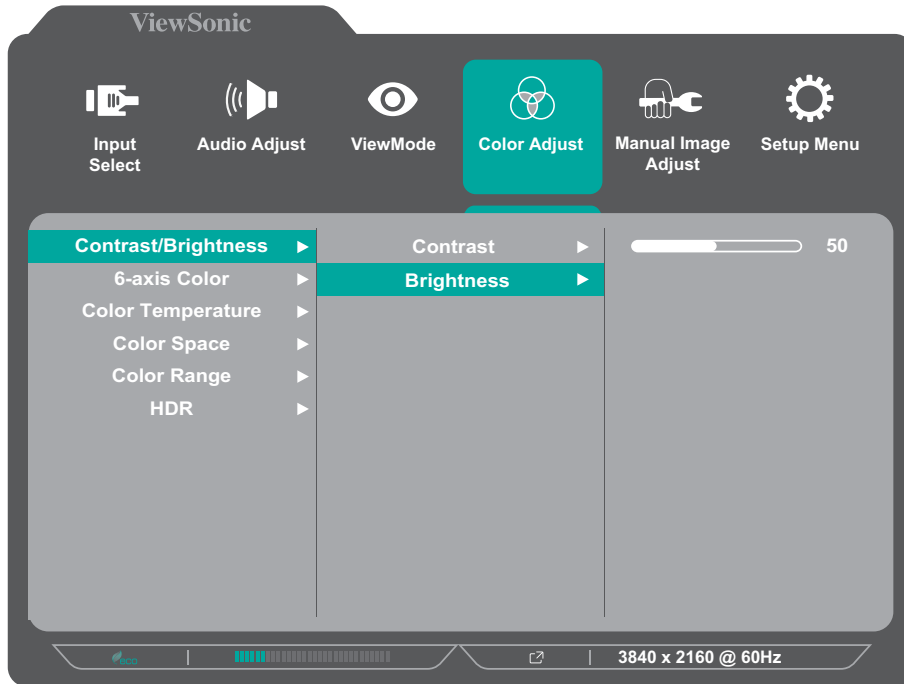 ViewSonic
Input
Select
Audio Adjust
ViewMode
Color Adjust
Manual Image
Adjust
Setup Menu
Contrast/Brightness
6-axis Color
Color Temperature
Color Space
Color Range
HDR
Contrast
Brightness
50
eco
3840 x 2160 @ 60Hz